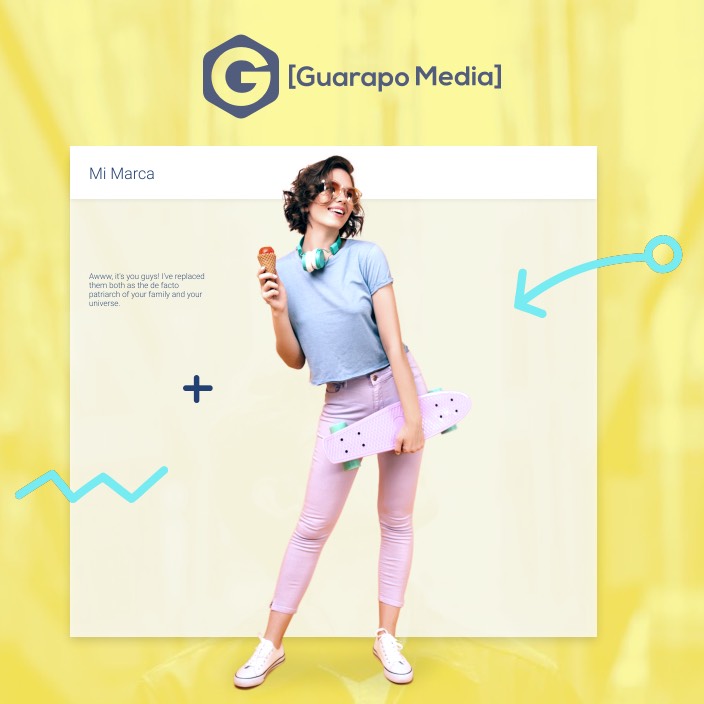 G [Guarapo Media]
Mi Marca
Awww, it's you guys! I've replaced
them both as the de facto
patriarch of your family and your
universe.